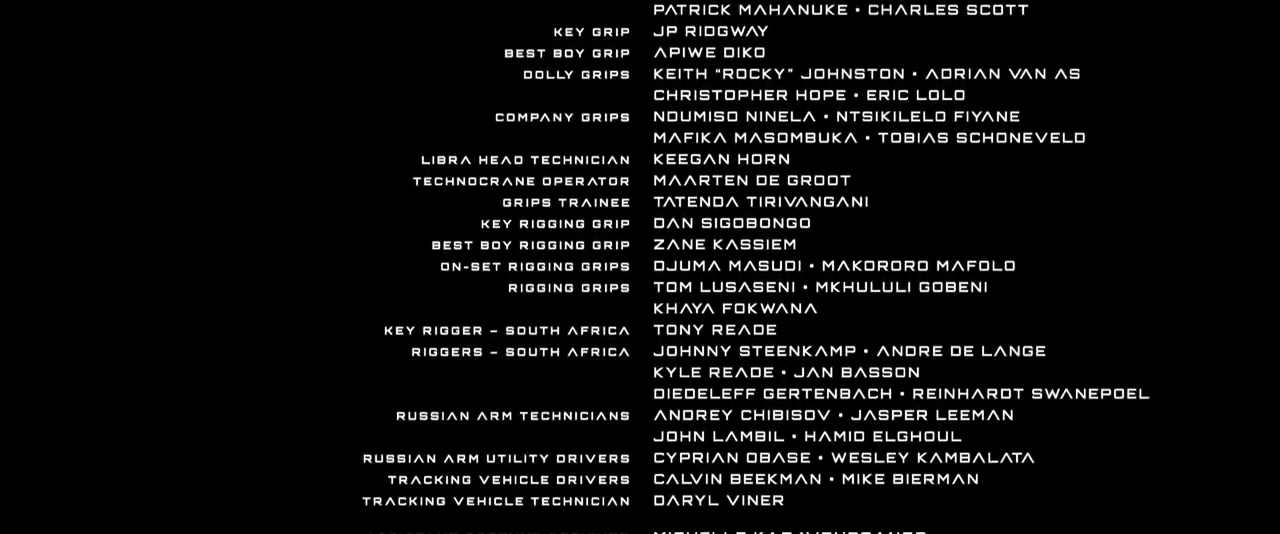 PATRICK MAHANUKE • CHARLES SCOTT
KEY GRIP JP RIDGWAY
BEST BOY GRIP APIWE DIKO
DOLLY GRIPS KEITH "ROCKY" JOHNSTON • ADRIAN VAN AS
CHRISTOPHER HOPE • ERIC LOLO
COMPANY GRIPS NDUMISO NINELA • NTSIKILELO FIYANE
MAFIKA MASOMBUKA • TOBIAS SCHONEVELD
LIBRA HEAD TECHNICIAN KEEGAN HORN
TECHNOCRANE OPERATOR MAARTEN DE GROOT
GRIPS TRAINEE TATENDA TIRIVANGANI
KEY RIGGING GRIP DAN SIGOBONGO
BEST BOY RIGGING GRIP ZANE KASSIEM
ON-SET RIGGING GRIPS DJUMA MASUDI • MAKORORO MAFOLO
RIGGING GRIPS TOM LUSASENI • MKHULULI GOBENI
KHAYA FOKWANA
KEY RIGGER – SOUTH AFRICA TONY READE
RIGGERS – SOUTH AFRICA JOHNNY STEENKAMP • ANDRE DE LANGE
KYLE READE • JAN BASSON
DIEDELEFF GERTENBACH • REINHARDT SWANEPOEL
RUSSIAN ARM TECHNICIANS ANDREY CHIBISOV • JASPER LEEMAN
JOHN LAMBIL • HAMID ELGHOUL
RUSSIAN ARM UTILITY DRIVERS CYPRIAN OBASE • WESLEY KAMBALATA
TRACKING VEHICLE DRIVERS CALVIN BEEKMAN • MIKE BIERMAN
TRACKING VEHICLE TECHNICIAN DARYL VINER